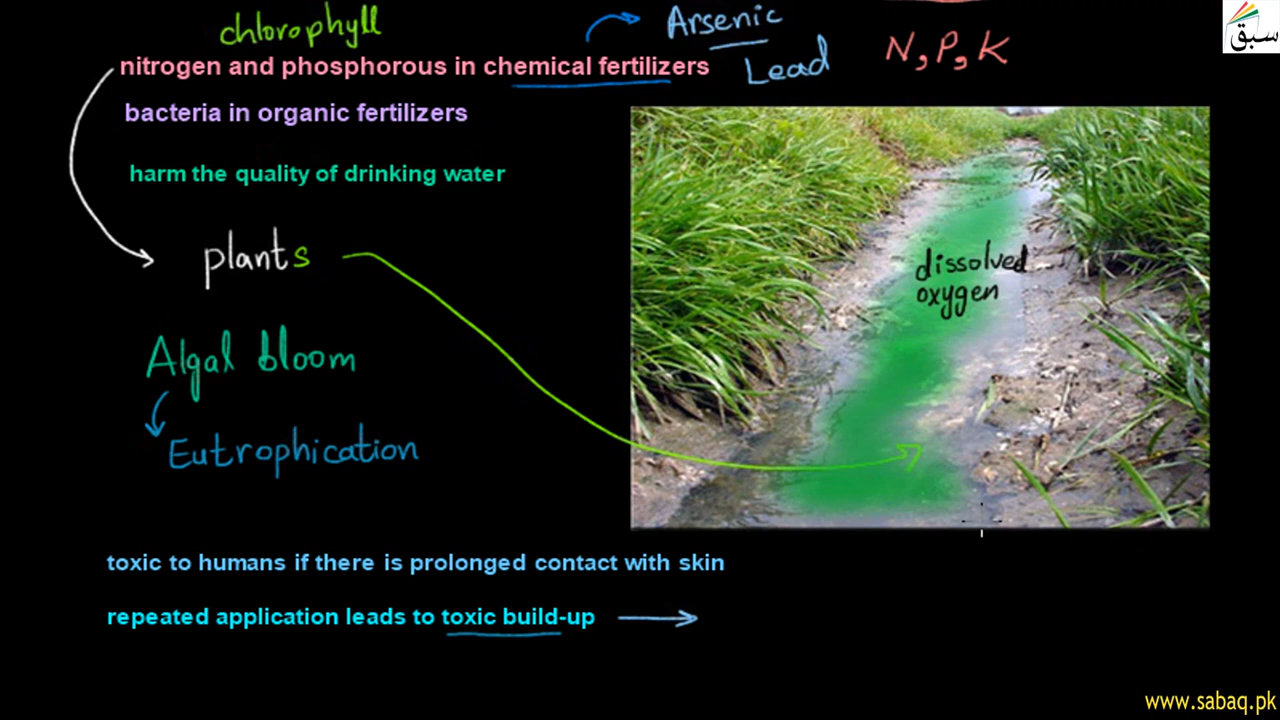 chlorophyll
Arsenic
Lead
N, P, K
nitrogen and phosphorous in chemical fertilizers
bacteria in organic fertilizers
harm the quality of drinking water
plants
dissolved
oxygen
Algal bloom
Eutrophication
toxic to humans if there is prolonged contact with skin
repeated application leads to toxic build-up
سبق
www.sabaq.pk